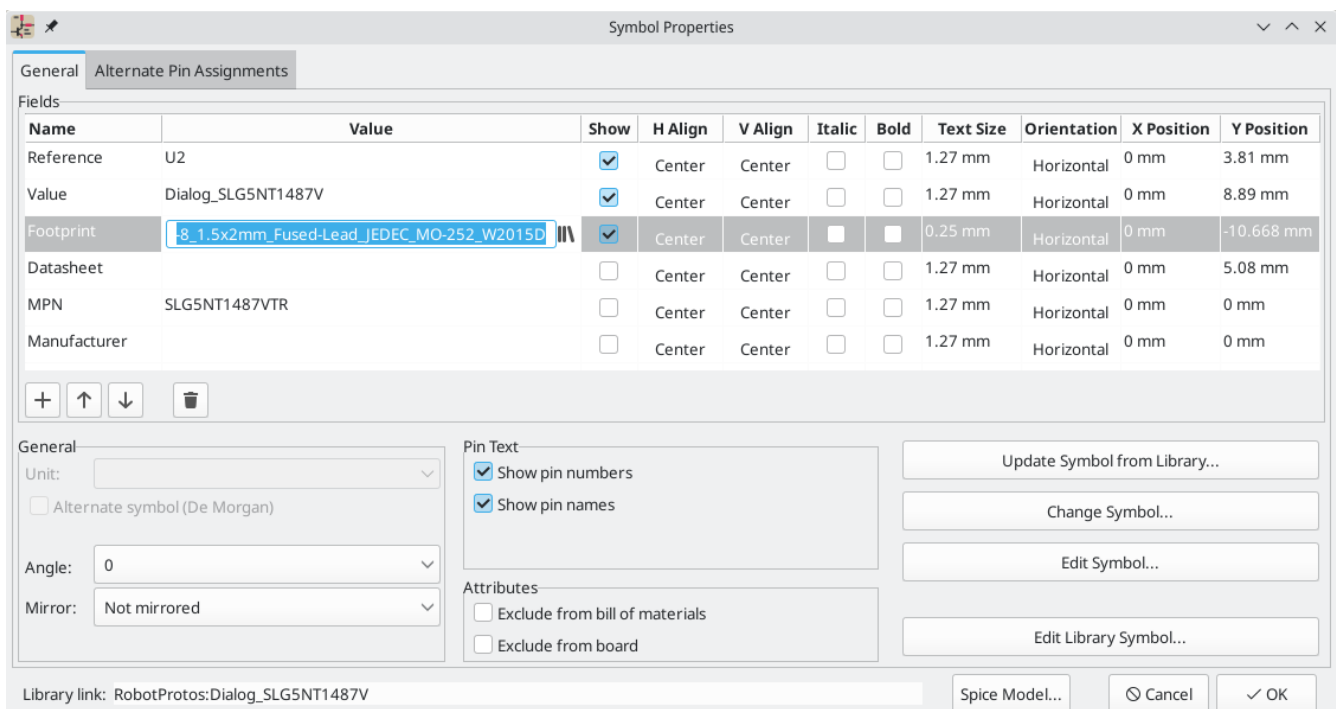 Symbol Properties
General Alternate Pin Assignments
Fields
Name Value Show H Align V Align Italic Bold Text Size Orientation X Position Y Position
Reference U2 Center Center 1.27 mm Horizontal 0 mm 3.81 mm
Value Dialog_SLG5NT1487V Center Center 1.27 mm Horizontal 0 mm 8.89 mm
Footprint -8_1.5x2mm_Fused-Lead_JEDEC_MO-252_W2015D Center Center 0.25 mm Horizontal 0 mm -10.668 mm
Datasheet Center Center 1.27 mm Horizontal 0 mm 5.08 mm
MPN SLG5NT1487VTR Center Center 1.27 mm Horizontal 0 mm 0 mm
Manufacturer Center Center 1.27 mm Horizontal 0 mm 0 mm
General
Unit:
Alternate symbol (De Morgan)
Angle: 0
Mirror: Not mirrored
Pin Text
Show pin numbers
Show pin names
Attributes
Exclude from bill of materials
Exclude from board
Update Symbol from Library...
Change Symbol...
Edit Symbol...
Edit Library Symbol...
Library link: RobotProtos:Dialog_SLG5NT1487V
Spice Model... Cancel OK